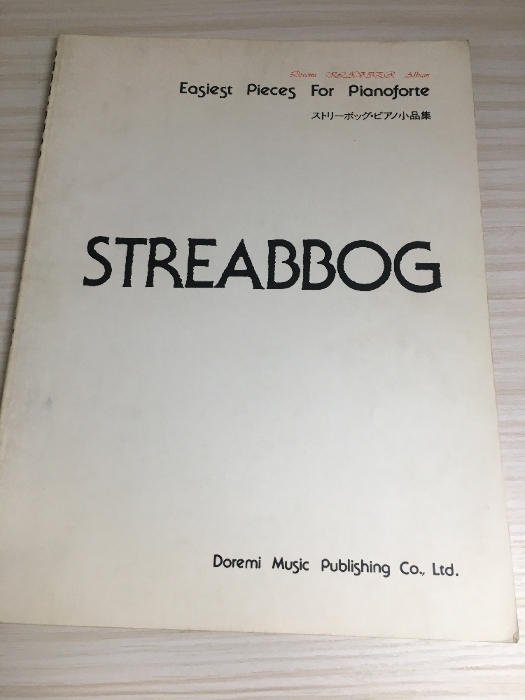 Doremi KLAVIER Album
Easiest Pieces For Pianoforte
ストリーボッグ・ピアノ小品集
STREABBOG
Doremi Music Publishing Co., Ltd.